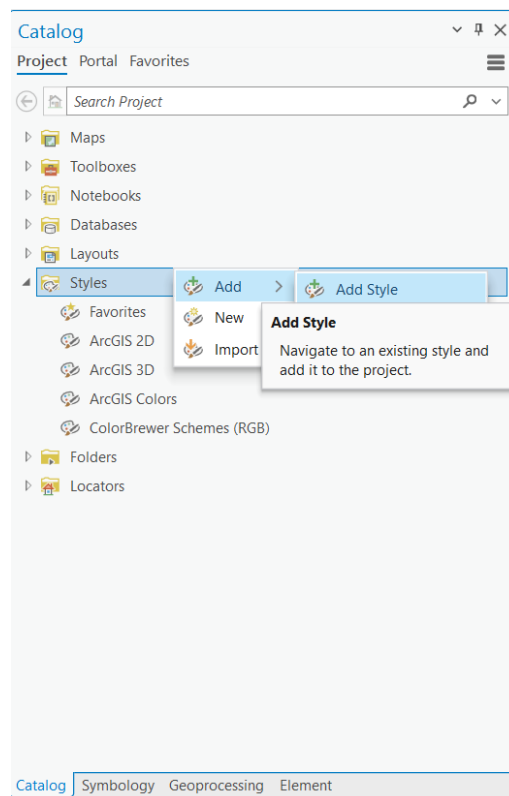 Catalog
Project Portal Favorites
Search Project
Maps
Toolboxes
Notebooks
Databases
Layouts
Styles
Add
Add Style
Favorites
New
Add Style
ArcGIS 2D
Import
Navigate to an existing style and
add it to the project.
ArcGIS 3D
ArcGIS Colors
ColorBrewer Schemes (RGB)
Folders
Locators
Catalog Symbology Geoprocessing Element